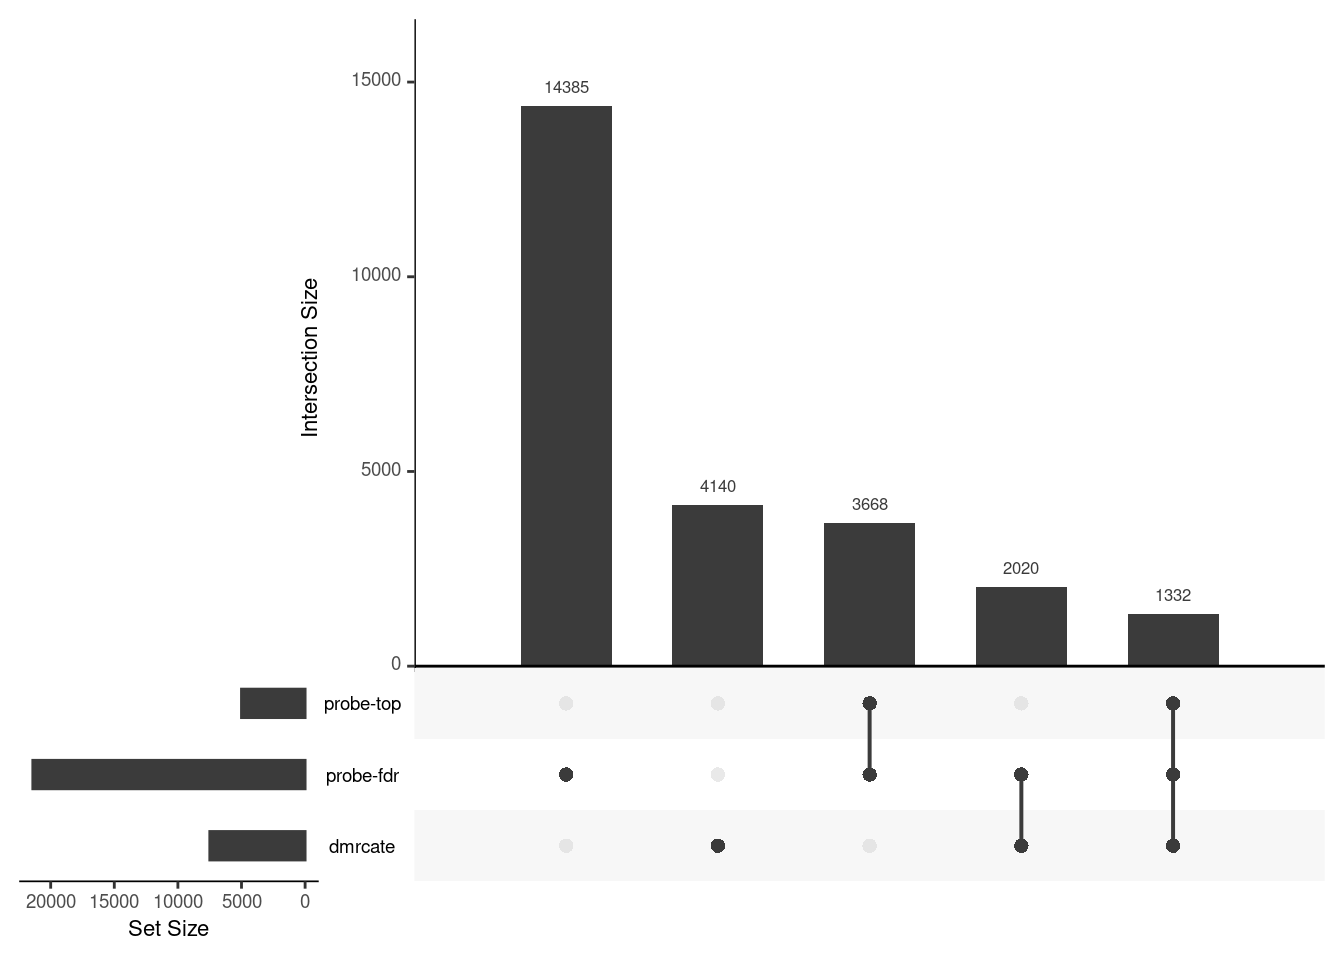 Intersection Size
15000
10000
5000
0
14385
4140
3668
2020
1332
probe-top
probe-fdr
dmrcate
20000 15000 10000 5000 0
Set Size